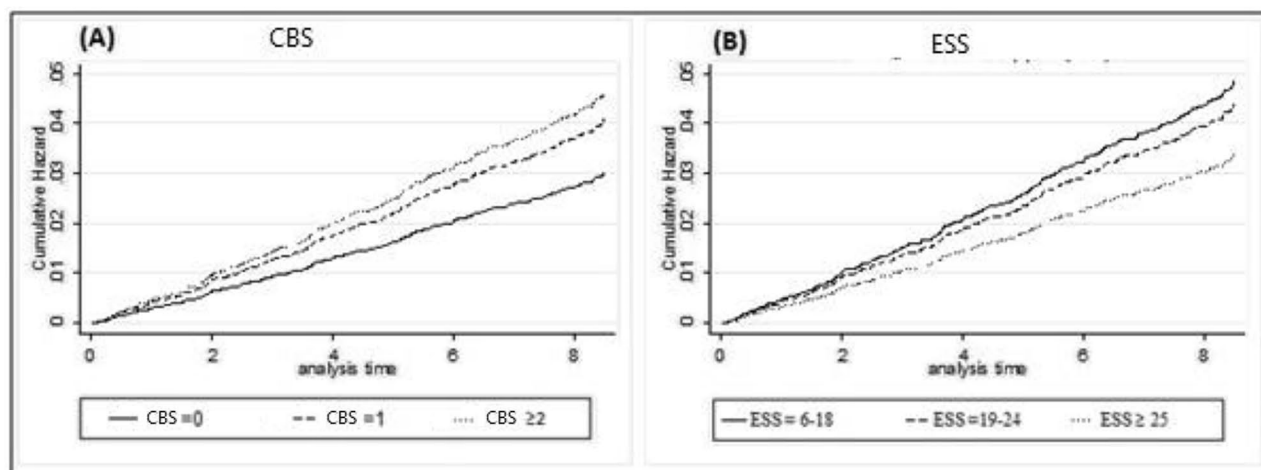 (A) CBS
Cumulative Hazard
.05
.04
.03
.02
.01
0
0 2 4 6 8
analysis time
CBS =0 CBS =1 CBS ≥2
(B) ESS
Cumulative Hazard
.05
.04
.03
.02
.01
0
0 2 4 6 8
analysis time
ESS = 6-18 ESS=19-24 ESS ≥ 25